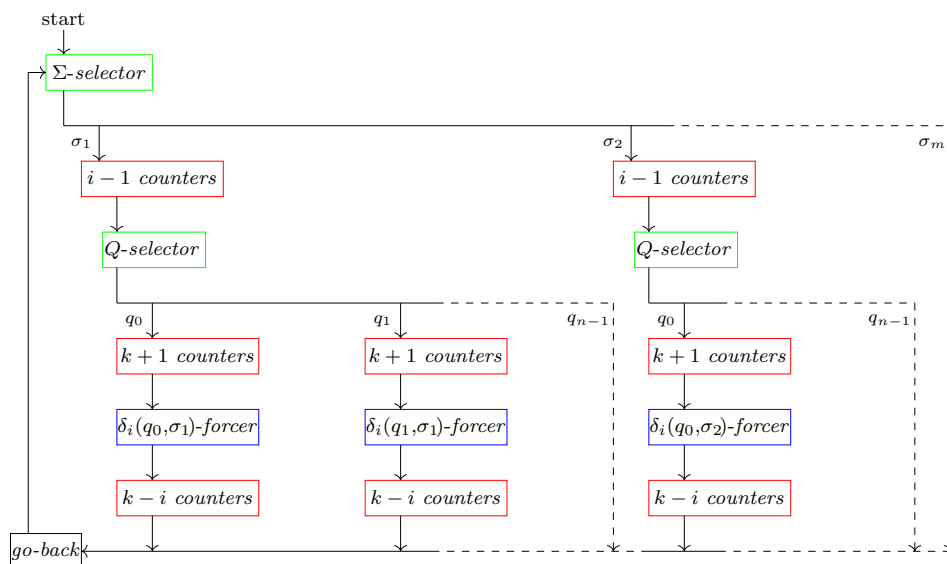 start
Σ-selector
σ₁ σ₂ σₘ
i − 1 counters i − 1 counters
Q-selector Q-selector
q₀ q₁ qₙ₋₁ q₀ qₙ₋₁
k + 1 counters k + 1 counters k + 1 counters
δᵢ(q₀,σ₁)-forcer δᵢ(q₁,σ₁)-forcer δᵢ(q₀,σ₂)-forcer
k − i counters k − i counters k − i counters
go-back